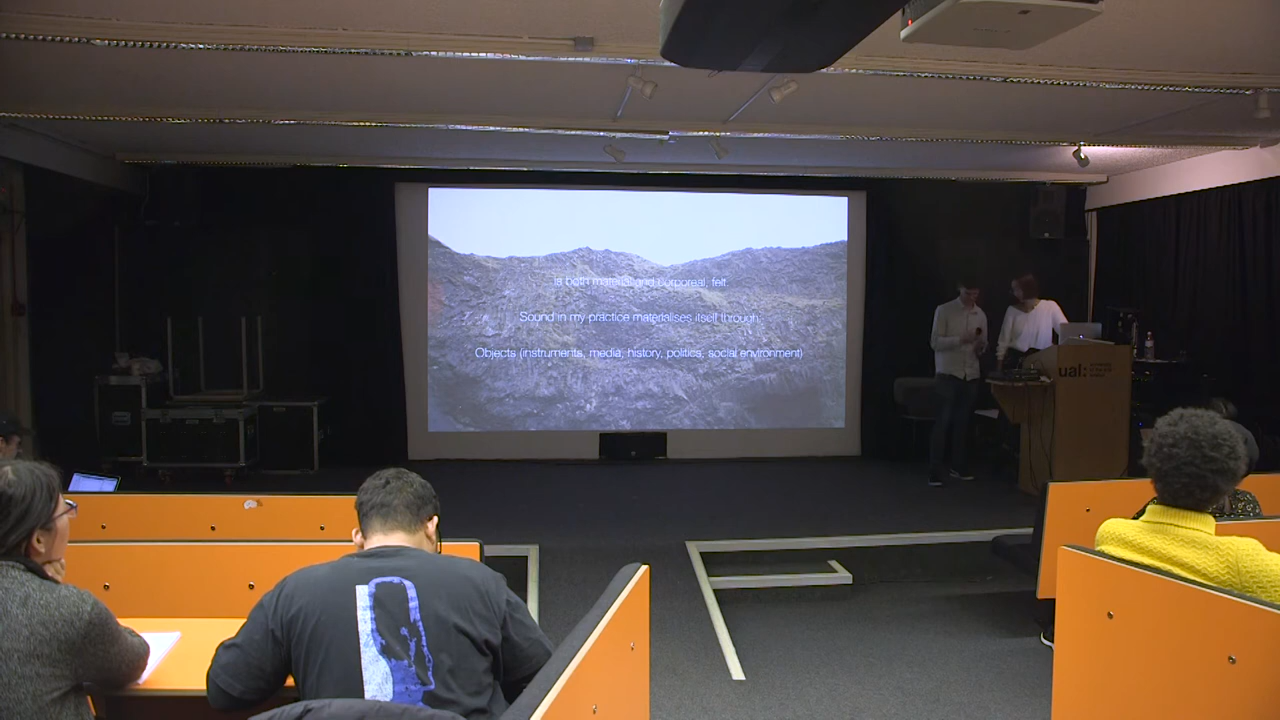 is both material and corporeal, felt.
Sound in my practice materialises itself through:
Objects (instruments, media, history, politics, social environment)
ual: